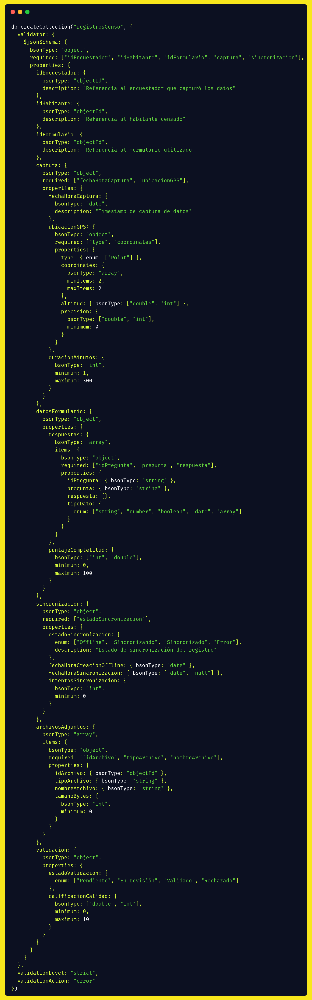 db.createCollection("registrosCenso", {
  validator: {
    $jsonSchema: {
      bsonType: "object",
      required: ["idEncuestador", "idHabitante", "idFormulario", "captura", "sincronizacion"],
      properties: {
        idEncuestador: {
          bsonType: "objectId",
          description: "Referencia al encuestador que capturó los datos"
        },
        idHabitante: {
          bsonType: "objectId",
          description: "Referencia al habitante censado"
        },
        idFormulario: {
          bsonType: "objectId",
          description: "Referencia al formulario utilizado"
        },
        captura: {
          bsonType: "object",
          required: ["fechaHoraCaptura", "ubicacionGPS"],
          properties: {
            fechaHoraCaptura: {
              bsonType: "date",
              description: "Timestamp de captura de datos"
            },
            ubicacionGPS: {
              bsonType: "object",
              required: ["type", "coordinates"],
              properties: {
                type: { enum: ["Point"] },
                coordinates: {
                  bsonType: "array",
                  minItems: 2,
                  maxItems: 2
                },
                altitud: { bsonType: ["double", "int"] },
                precision: {
                  bsonType: ["double", "int"],
                  minimum: 0
                }
              }
            },
            duracionMinutos: {
              bsonType: "int",
              minimum: 1,
              maximum: 300
            }
          }
        },
        datosFormulario: {
          bsonType: "object",
          properties: {
            respuestas: {
              bsonType: "array",
              items: {
                bsonType: "object",
                required: ["idPregunta", "pregunta", "respuesta"],
                properties: {
                  idPregunta: { bsonType: "string" },
                  pregunta: { bsonType: "string" },
                  respuesta: {},
                  tipoDato: {
                    enum: ["string", "number", "boolean", "date", "array"]
                  }
                }
              }
            },
            puntajeCompletitud: {
              bsonType: ["int", "double"],
              minimum: 0,
              maximum: 100
            }
          }
        },
        sincronizacion: {
          bsonType: "object",
          required: ["estadoSincronizacion"],
          properties: {
            estadoSincronizacion: {
              enum: ["Offline", "Sincronizando", "Sincronizado", "Error"],
              description: "Estado de sincronización del registro"
            },
            fechaHoraCreacionOffline: { bsonType: "date" },
            fechaHoraSincronizacion: { bsonType: ["date", "null"] },
            intentosSincronizacion: {
              bsonType: "int",
              minimum: 0
            }
          }
        },
        archivosAdjuntos: {
          bsonType: "array",
          items: {
            bsonType: "object",
            required: ["idArchivo", "tipoArchivo", "nombreArchivo"],
            properties: {
              idArchivo: { bsonType: "objectId" },
              tipoArchivo: { bsonType: "string" },
              nombreArchivo: { bsonType: "string" },
              tamanoBytes: {
                bsonType: "int",
                minimum: 0
              }
            }
          }
        },
        validacion: {
          bsonType: "object",
          properties: {
            estadoValidacion: {
              enum: ["Pendiente", "En revisión", "Validado", "Rechazado"]
            },
            calificacionCalidad: {
              bsonType: ["double", "int"],
              minimum: 0,
              maximum: 10
            }
          }
        }
      }
    }
  },
  validationLevel: "strict",
  validationAction: "error"
})